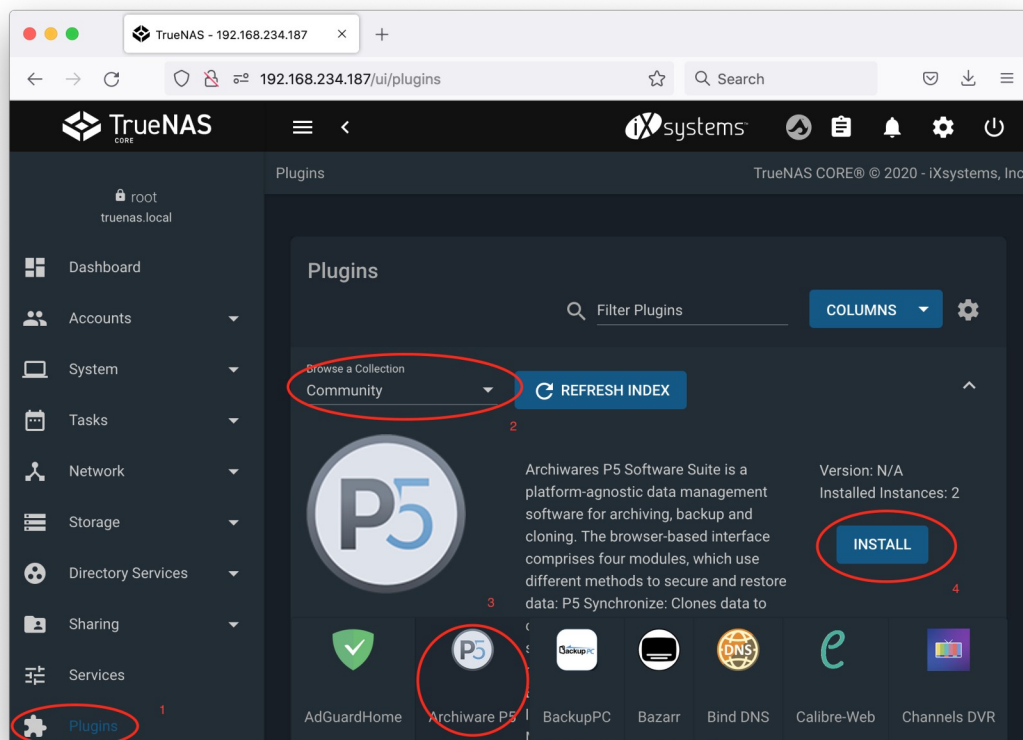 TrueNAS - 192.168.234.187
192.168.234.187/ui/plugins
Search
TrueNAS
CORE
iXsystems
Plugins
TrueNAS CORE® © 2020 - iXsystems, Inc
root
truenas.local
Dashboard
Accounts
System
Tasks
Network
Storage
Directory Services
Sharing
Services
Plugins
1
Plugins
Filter Plugins
COLUMNS
Browse a Collection
Community
REFRESH INDEX
2
P5
Archiwares P5 Software Suite is a
platform-agnostic data management
software for archiving, backup and
cloning. The browser-based interface
comprises four modules, which use
different methods to secure and restore
data: P5 Synchronize: Clones data to
Version: N/A
Installed Instances: 2
INSTALL
4
3
P5
BackupPC
DNS
AdGuardHome
Archiware P5
BackupPC
Bazarr
Bind DNS
Calibre-Web
Channels DVR